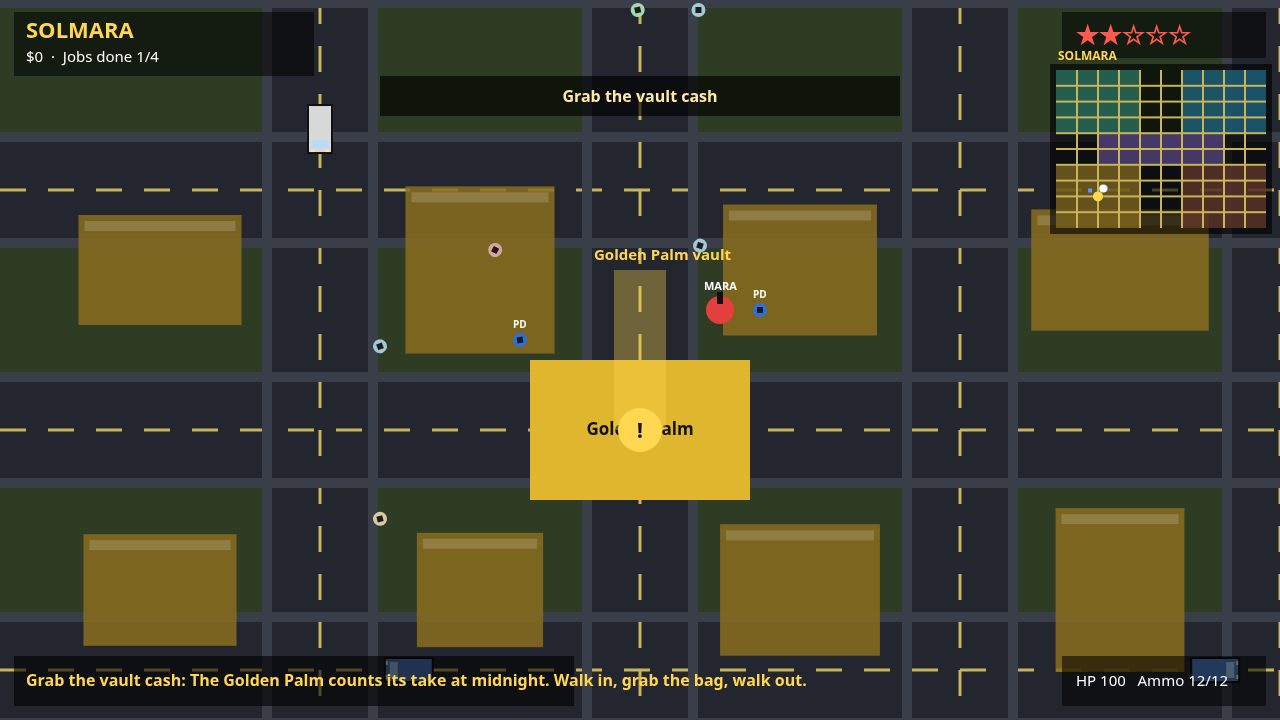 SOLMARA
$0 · Jobs done 1/4
★★☆☆☆
SOLMARA
Grab the vault cash
Golden Palm vault
MARA
PD
PD
!
Grab the vault cash: The Golden Palm counts its take at midnight. Walk in, grab the bag, walk out.
HP 100 Ammo 12/12